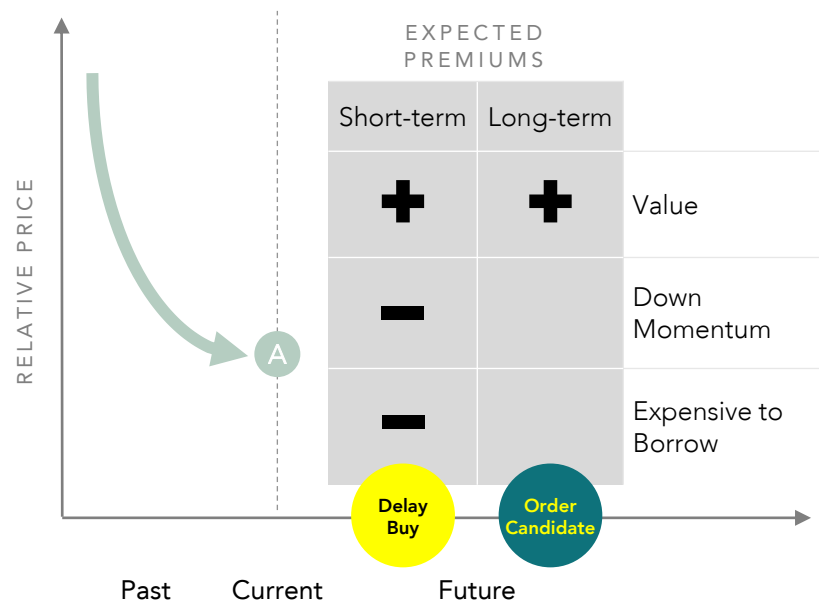 EXPECTED
PREMIUMS
Short-term
Long-term
RELATIVE PRICE
Value
Down
Momentum
A
Expensive to
Borrow
Delay
Buy
Order
Candidate
Past
Current
Future